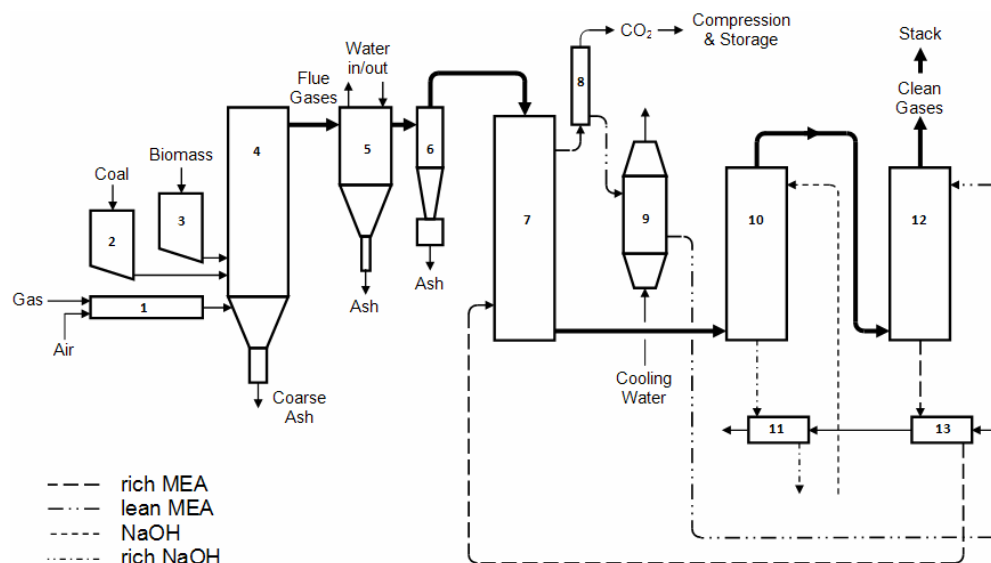 CO₂
Compression
& Storage
Stack
Water
in/out
Flue
Gases
Clean
Gases
8
Biomass
4
5
6
Coal
3
2
7
9
10
12
Gas
1
Ash
Ash
Air
Coarse
Ash
Cooling
Water
11
13
rich MEA
lean MEA
NaOH
rich NaOH